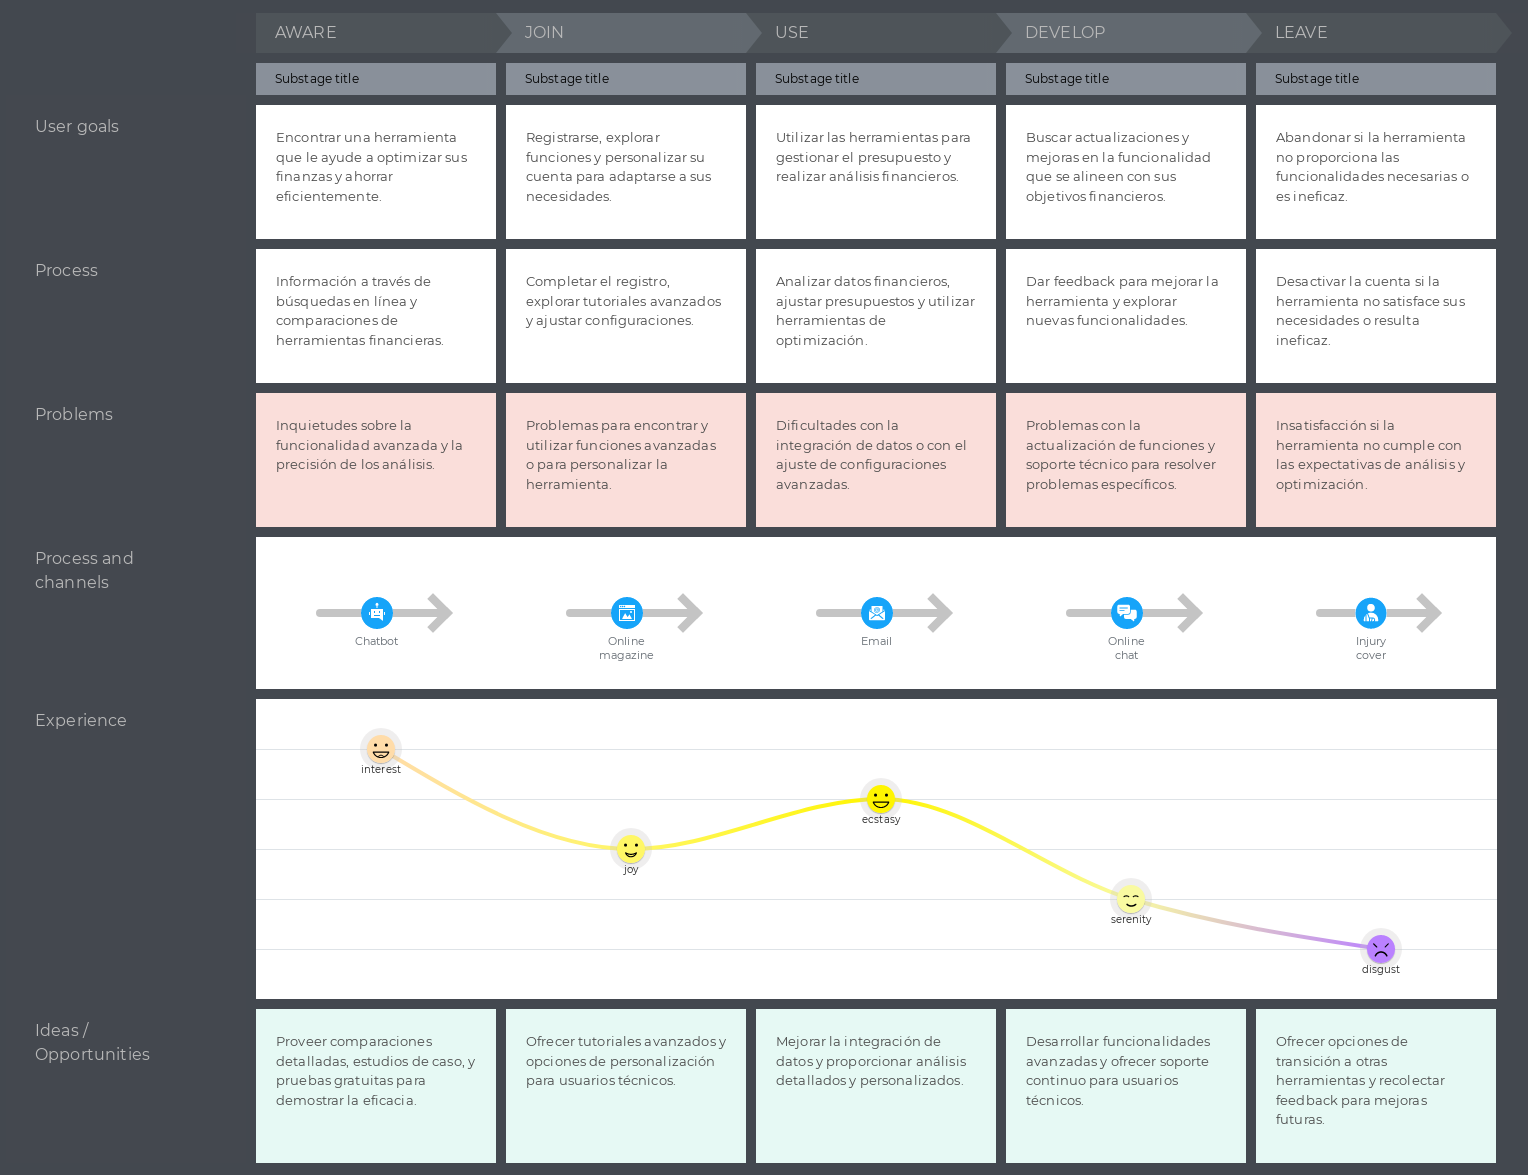 AWARE
JOIN
USE
DEVELOP
LEAVE
Substage title
Substage title
Substage title
Substage title
Substage title
User goals
Encontrar una herramienta
que le ayude a optimizar sus
finanzas y ahorrar
eficientemente.
Registrarse, explorar
funciones y personalizar su
cuenta para adaptarse a sus
necesidades.
Utilizar las herramientas para
gestionar el presupuesto y
realizar análisis financieros.
Buscar actualizaciones y
mejoras en la funcionalidad
que se alineen con sus
objetivos financieros.
Abandonar si la herramienta
no proporciona las
funcionalidades necesarias o
es ineficaz.
Process
Información a través de
búsquedas en línea y
comparaciones de
herramientas financieras.
Completar el registro,
explorar tutoriales avanzados
y ajustar configuraciones.
Analizar datos financieros,
ajustar presupuestos y utilizar
herramientas de
optimización.
Dar feedback para mejorar la
herramienta y explorar
nuevas funcionalidades.
Desactivar la cuenta si la
herramienta no satisface sus
necesidades o resulta
ineficaz.
Problems
Inquietudes sobre la
funcionalidad avanzada y la
precisión de los análisis.
Problemas para encontrar y
utilizar funciones avanzadas
o para personalizar la
herramienta.
Dificultades con la
integración de datos o con el
ajuste de configuraciones
avanzadas.
Problemas con la
actualización de funciones y
soporte técnico para resolver
problemas específicos.
Insatisfacción si la
herramienta no cumple con
las expectativas de análisis y
optimización.
Process and
channels
Chatbot
Online
magazine
Email
Online
chat
Injury
cover
Experience
interest
joy
ecstasy
serenity
disgust
Ideas /
Opportunities
Proveer comparaciones
detalladas, estudios de caso, y
pruebas gratuitas para
demostrar la eficacia.
Ofrecer tutoriales avanzados y
opciones de personalización
para usuarios técnicos.
Mejorar la integración de
datos y proporcionar análisis
detallados y personalizados.
Desarrollar funcionalidades
avanzadas y ofrecer soporte
continuo para usuarios
técnicos.
Ofrecer opciones de
transición a otras
herramientas y recolectar
feedback para mejoras
futuras.